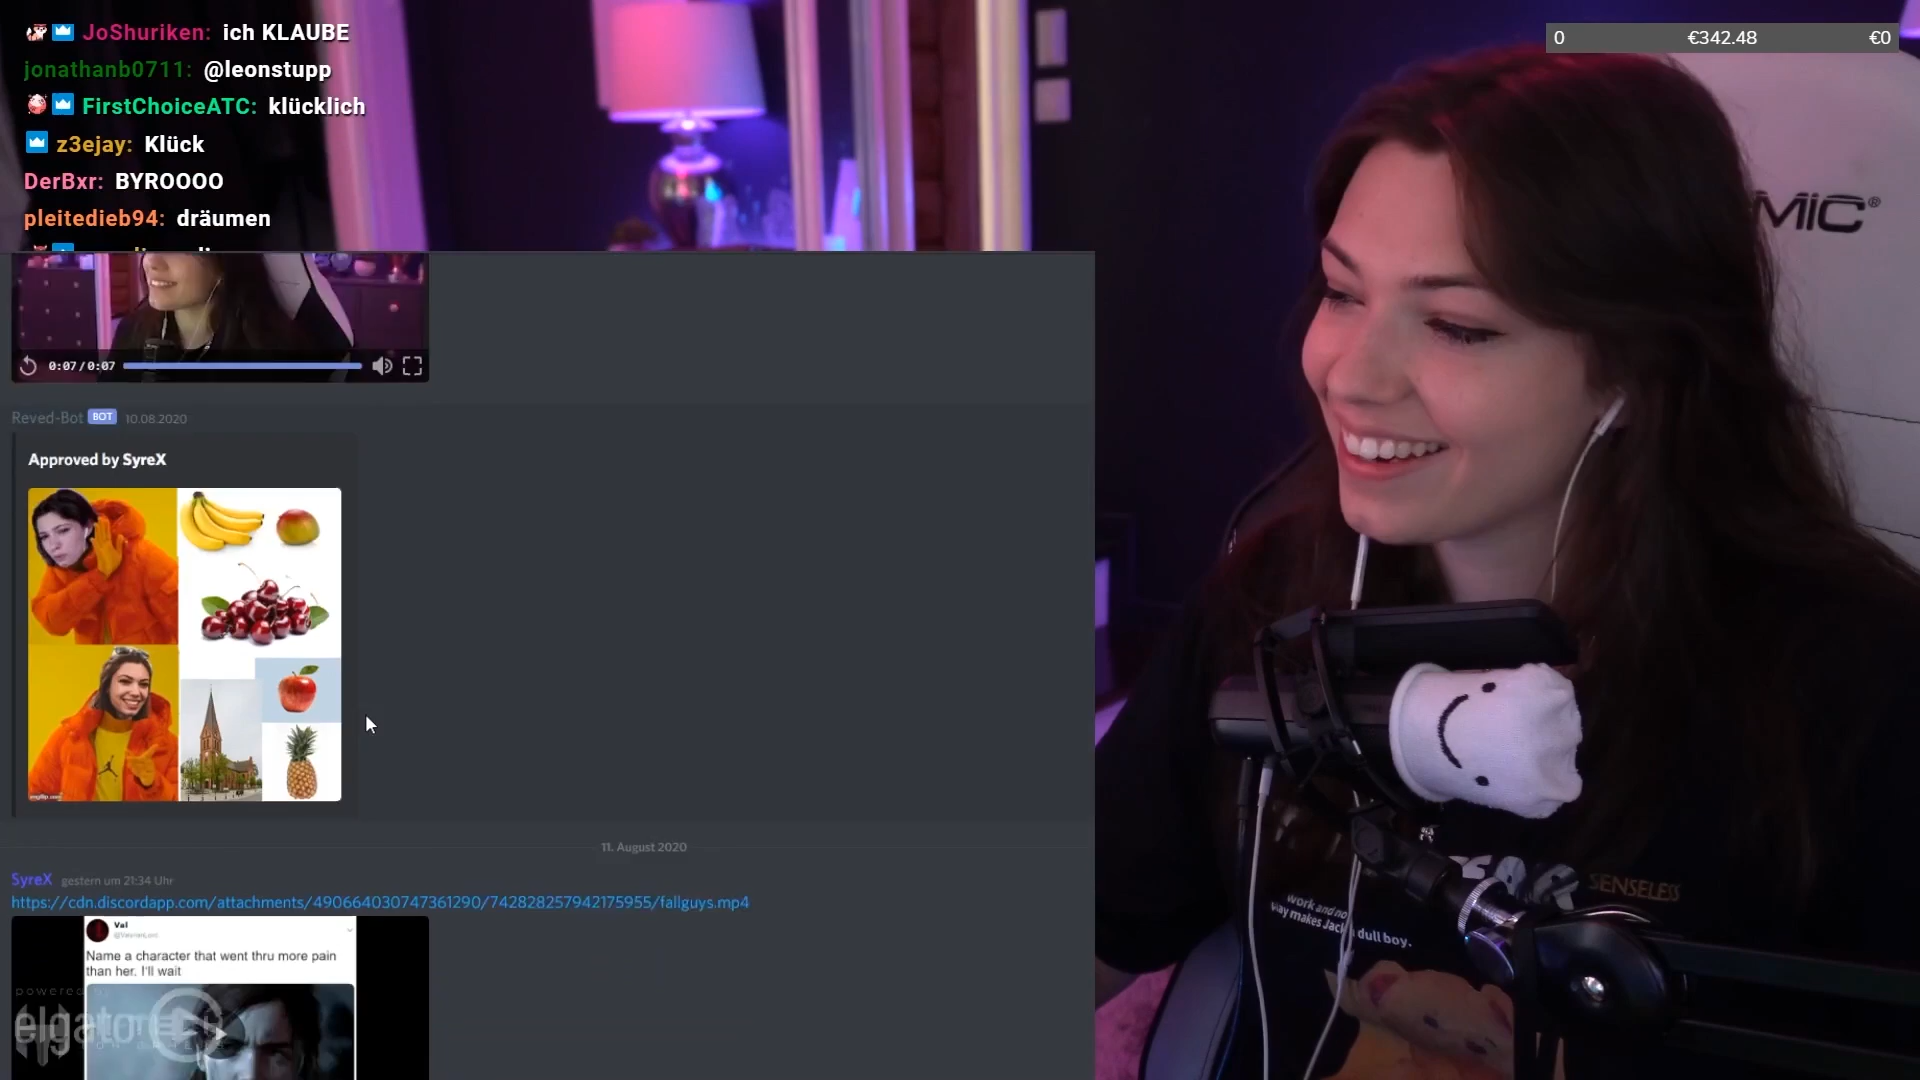 JoShuriken: ich KLAUBE
jonathanb0711: @leonstupp
FirstChoiceATC: klücklich
z3ejay: Klück
DerBxr: BYROOOO
pleitedieb94: dräumen
0 €342.48 €0
MIC®
0:07/0:07
Reved-Bot BOT 10.08.2020
Approved by SyreX
11. August 2020
SyreX gestern um 21:34 Uhr
https://cdn.discordapp.com/attachments/490664030747361290/742828257942175955/fallguys.mp4
Val
Name a character that went thru more pain
than her. I'll wait
powered
elgato
SENSELESS
work and no
play makes Jack
dull boy.